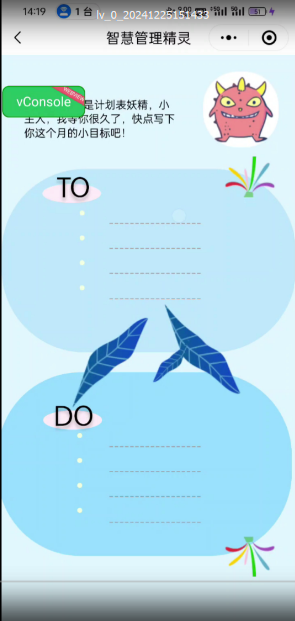 14:19
1 台
lv_0_20241225151433
智慧管理精灵
vConsole
是计划表妖精，小
主人，我等你很久了，快点写下
你这个月的小目标吧！
TO
DO